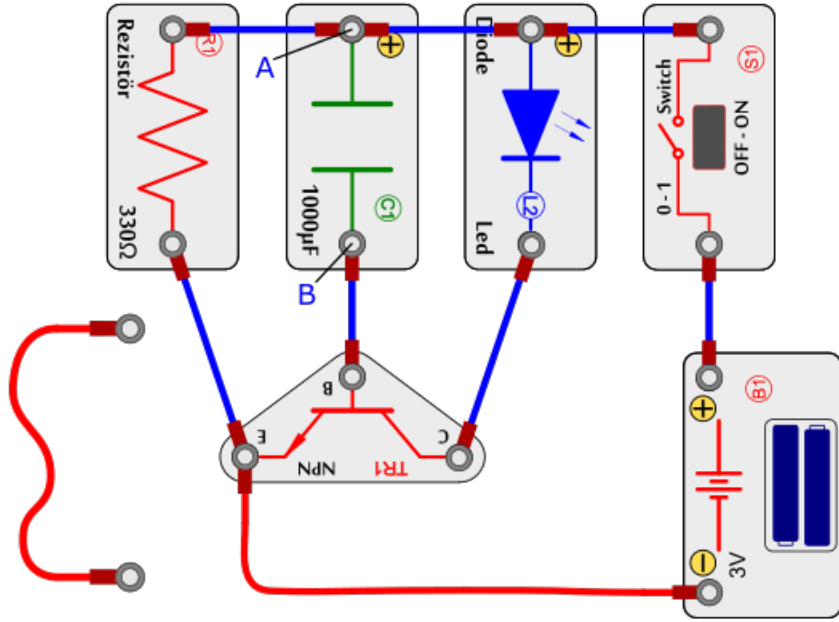 Rezistör
R1
330Ω
A
+
C1
1000µF
B
Diode
+
L2
Led
S1
Switch
OFF - ON
0 - 1
B
E
C
NPN
TR1
B1
+
−
3V